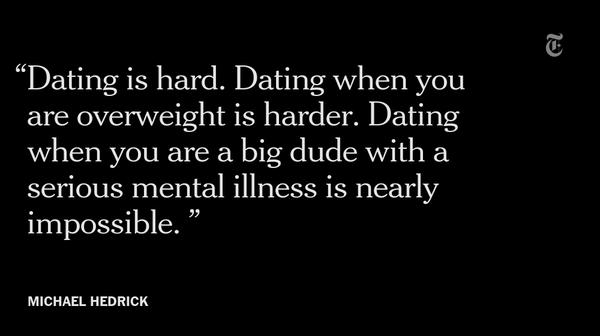 “Dating is hard. Dating when you
are overweight is harder. Dating
when you are a big dude with a
serious mental illness is nearly
impossible. ”
MICHAEL HEDRICK
T